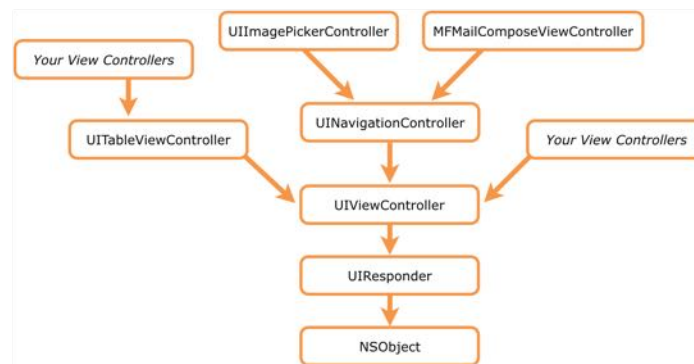 UIImagePickerController
MFMailComposeViewController
Your View Controllers
UITableViewController
UINavigationController
Your View Controllers
UIViewController
UIResponder
NSObject